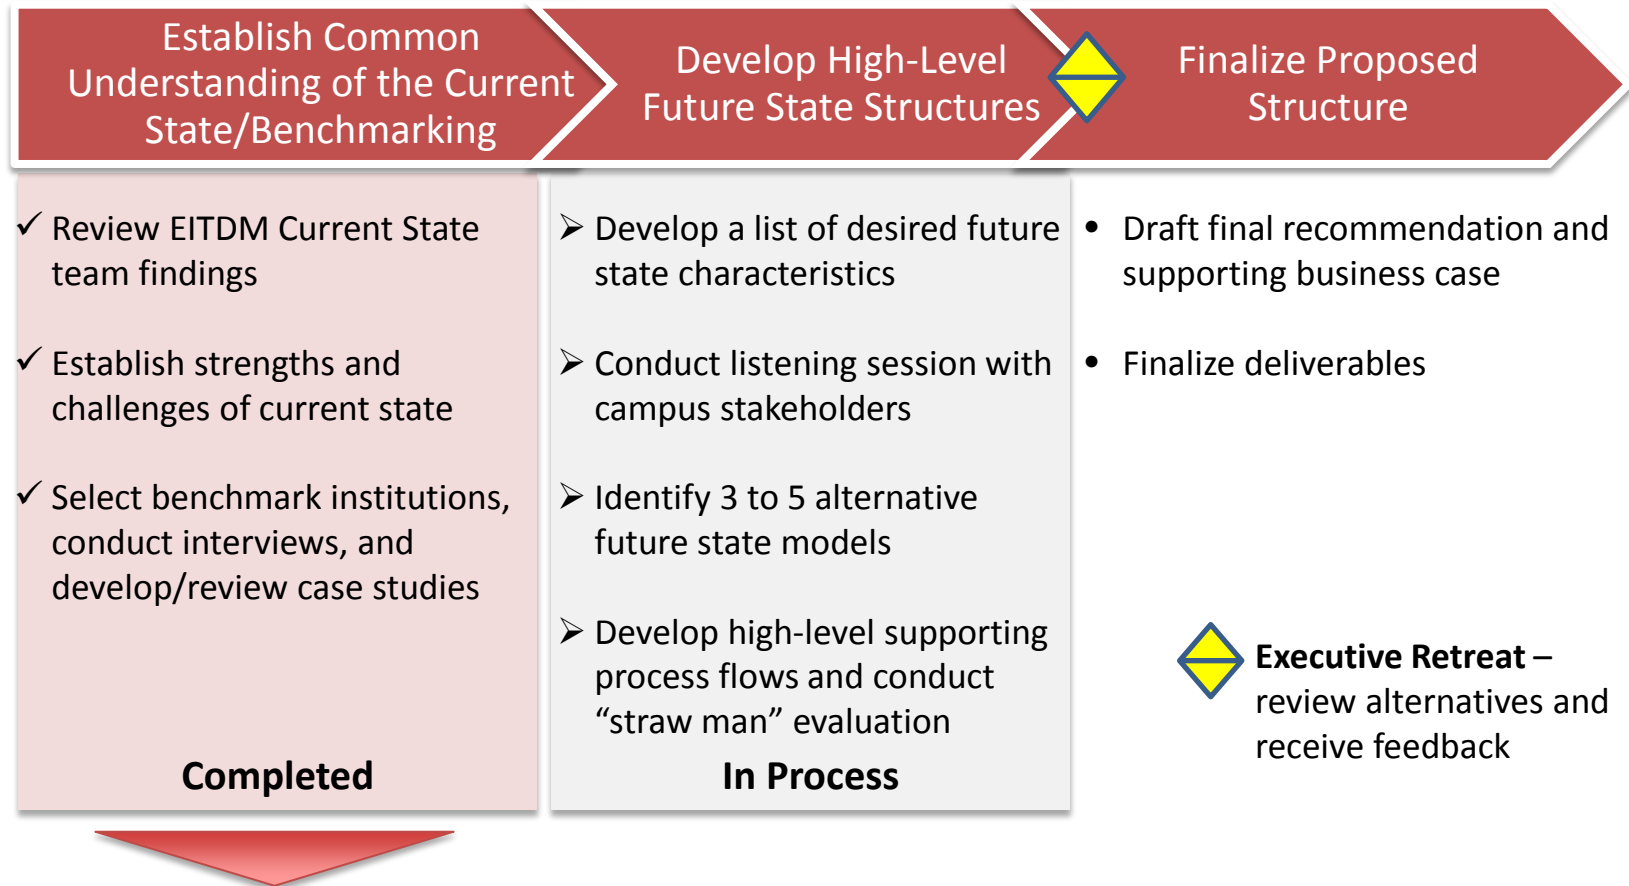 Establish Common
Understanding of the Current
State/Benchmarking
Develop High-Level
Future State Structures
Finalize Proposed
Structure
✓ Review EITDM Current State
team findings
✓ Establish strengths and
challenges of current state
✓ Select benchmark institutions,
conduct interviews, and
develop/review case studies
Completed
➢ Develop a list of desired future
state characteristics
➢ Conduct listening session with
campus stakeholders
➢ Identify 3 to 5 alternative
future state models
➢ Develop high-level supporting
process flows and conduct
“straw man” evaluation
In Process
• Draft final recommendation and
supporting business case
• Finalize deliverables
Executive Retreat –
review alternatives and
receive feedback